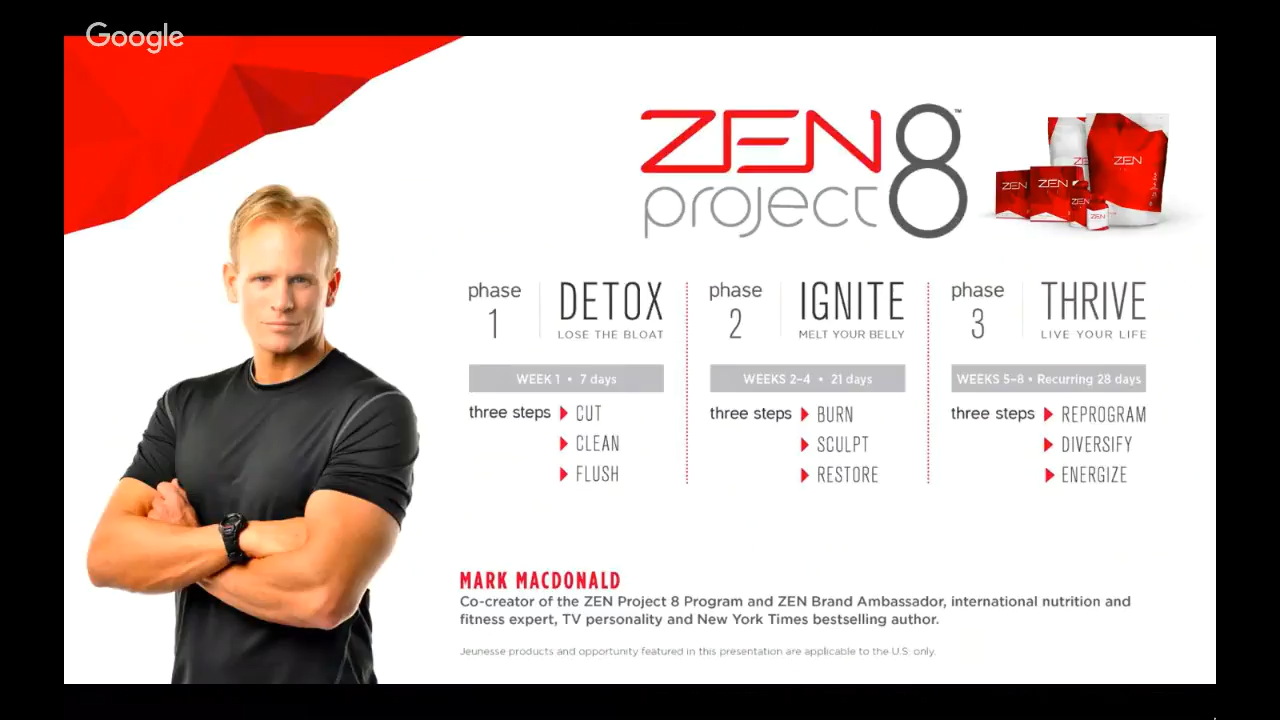 Google
ZEN
project 8™
ZEN
ZEN
ZEN
ZEN
ZEN
ZEN
phase 1
DETOX
LOSE THE BLOAT
WEEK 1 • 7 days
three steps
CUT
CLEAN
FLUSH
phase 2
IGNITE
MELT YOUR BELLY
WEEKS 2–4 • 21 days
three steps
BURN
SCULPT
RESTORE
phase 3
THRIVE
LIVE YOUR LIFE
WEEKS 5–8 • Recurring 28 days
three steps
REPROGRAM
DIVERSIFY
ENERGIZE
MARK MACDONALD
Co-creator of the ZEN Project 8 Program and ZEN Brand Ambassador, international nutrition and
fitness expert, TV personality and New York Times bestselling author.
Jeunesse products and opportunity featured in this presentation are applicable to the U.S. only.